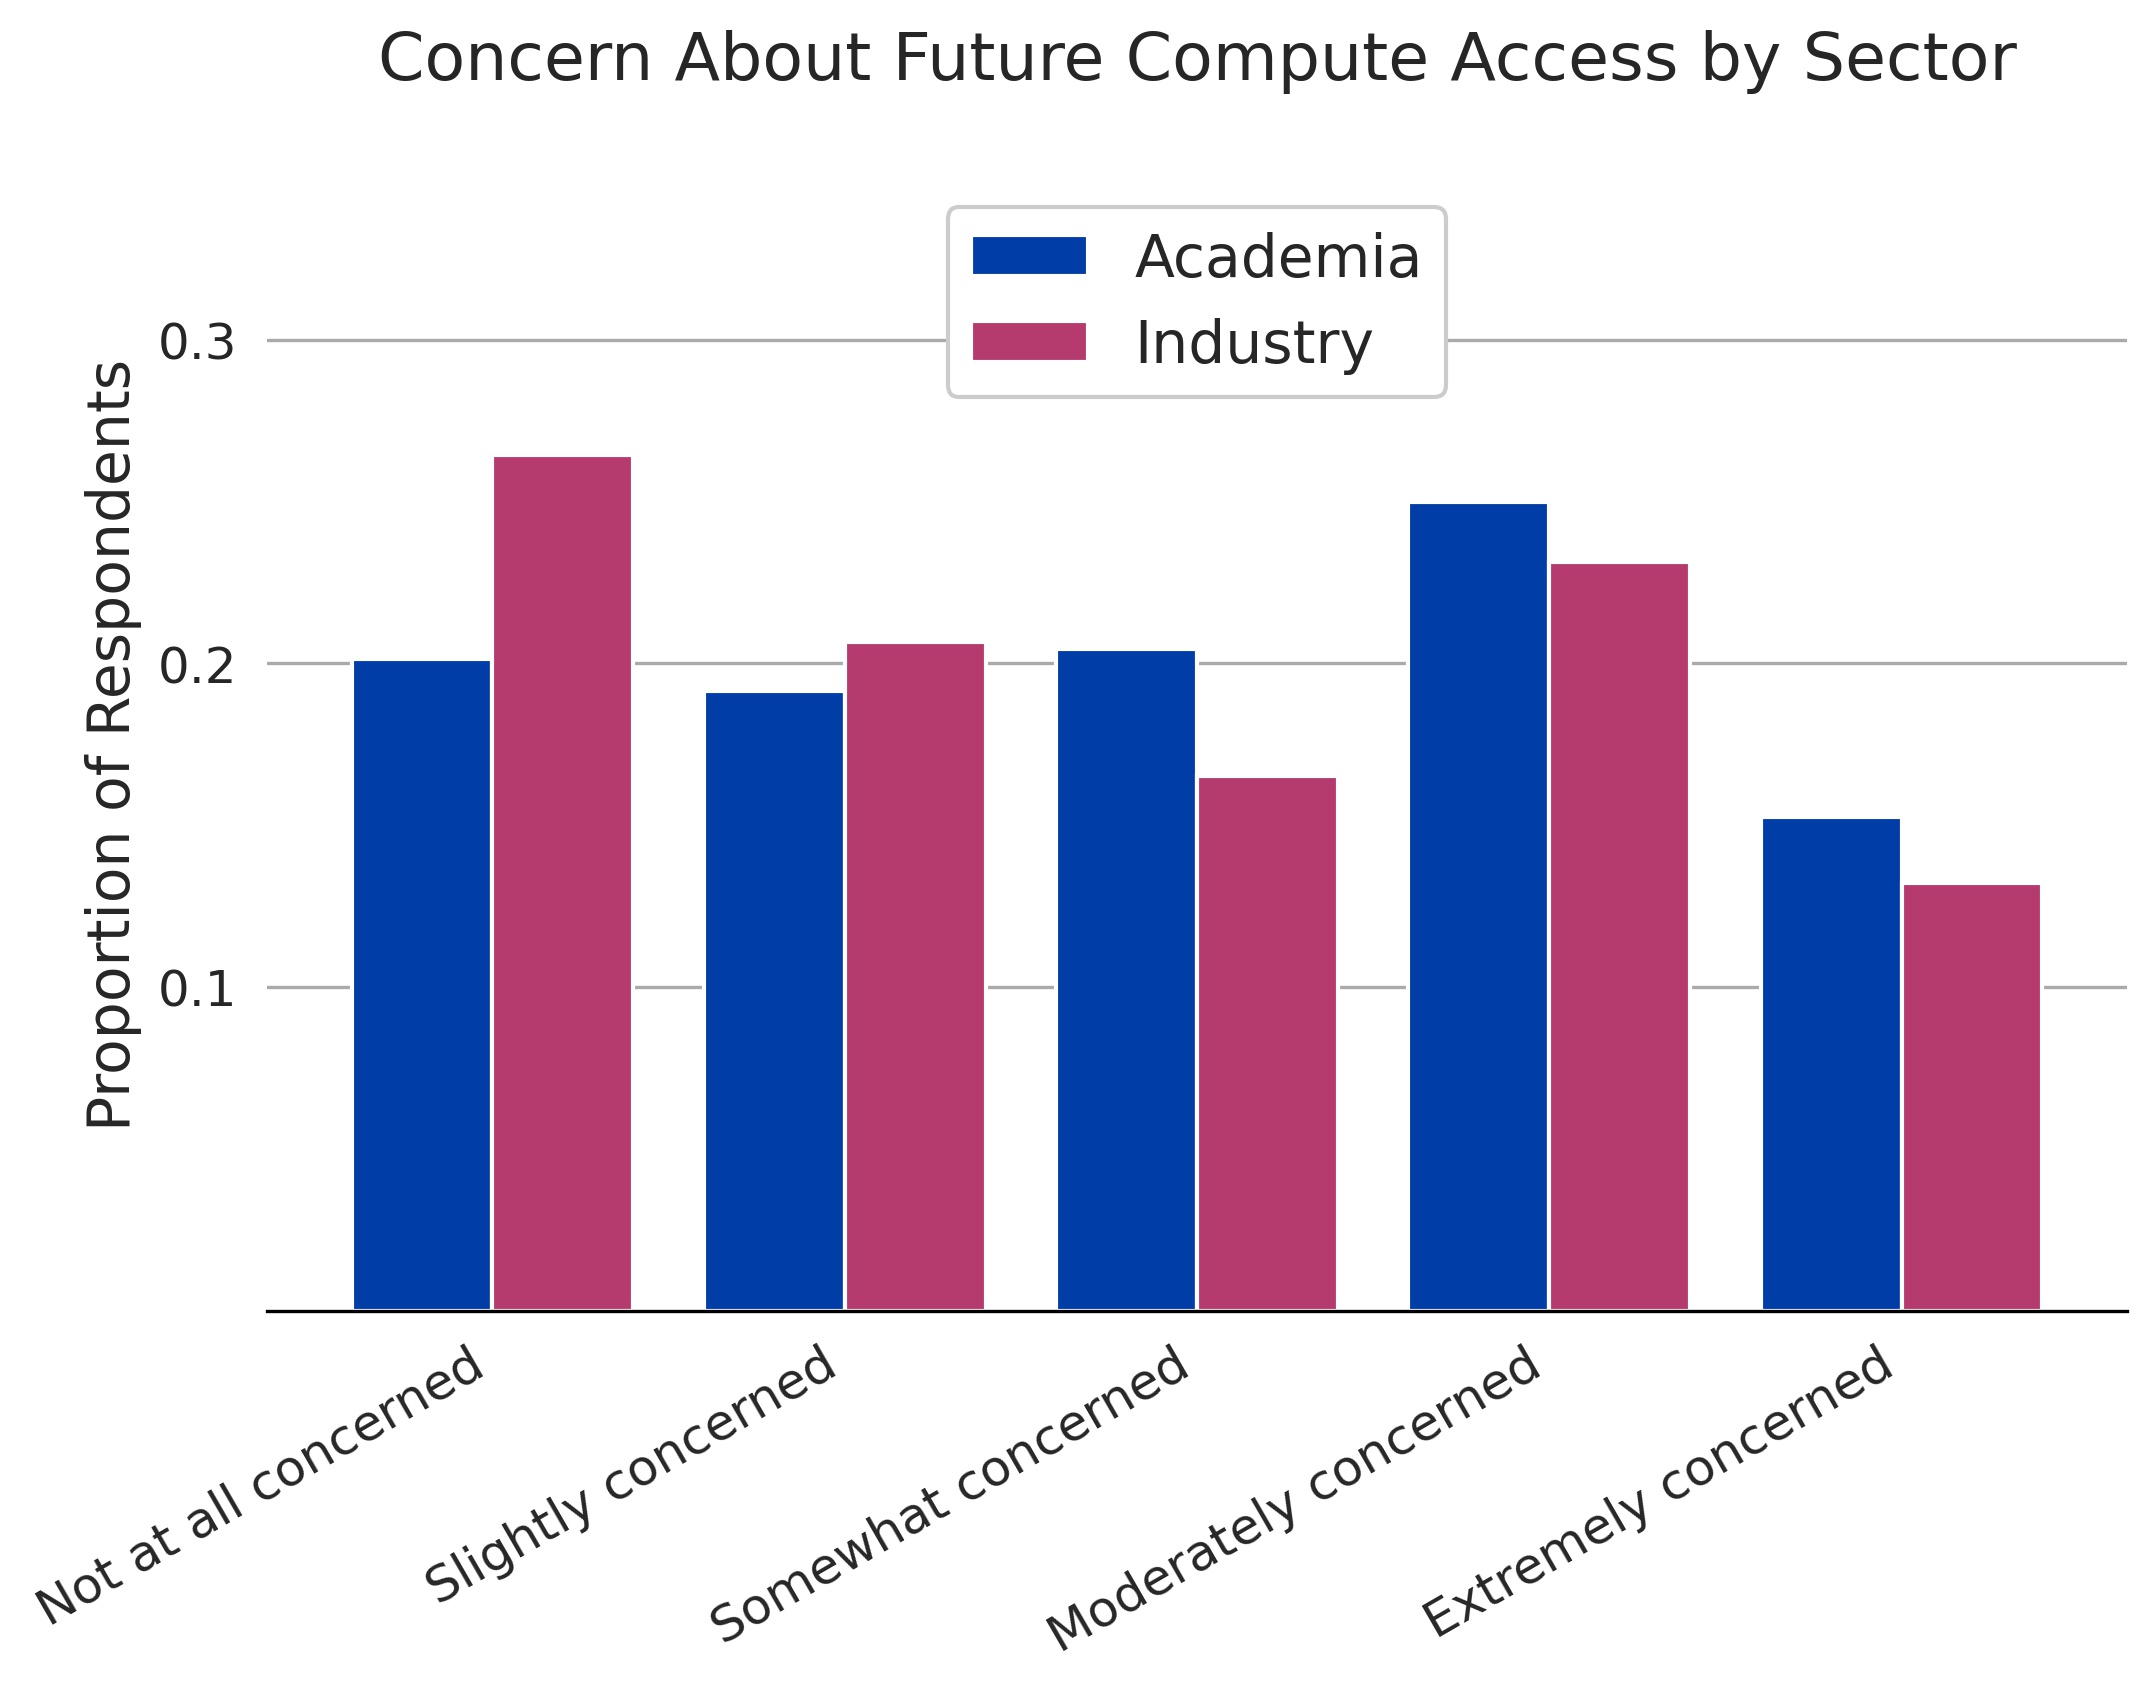 Concern About Future Compute Access by Sector
Academia
Industry
Proportion of Respondents
0.3
0.2
0.1
Not at all concerned
Slightly concerned
Somewhat concerned
Moderately concerned
Extremely concerned